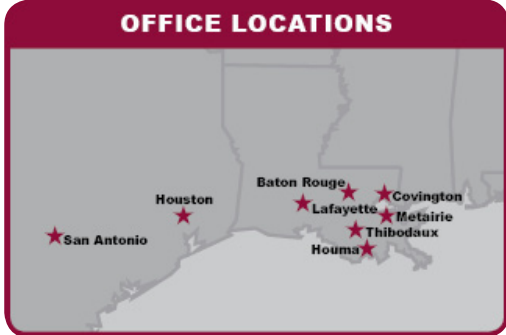 OFFICE LOCATIONS
Baton Rouge
Covington
Houston
Lafayette
Metairie
Thibodaux
San Antonio
Houma